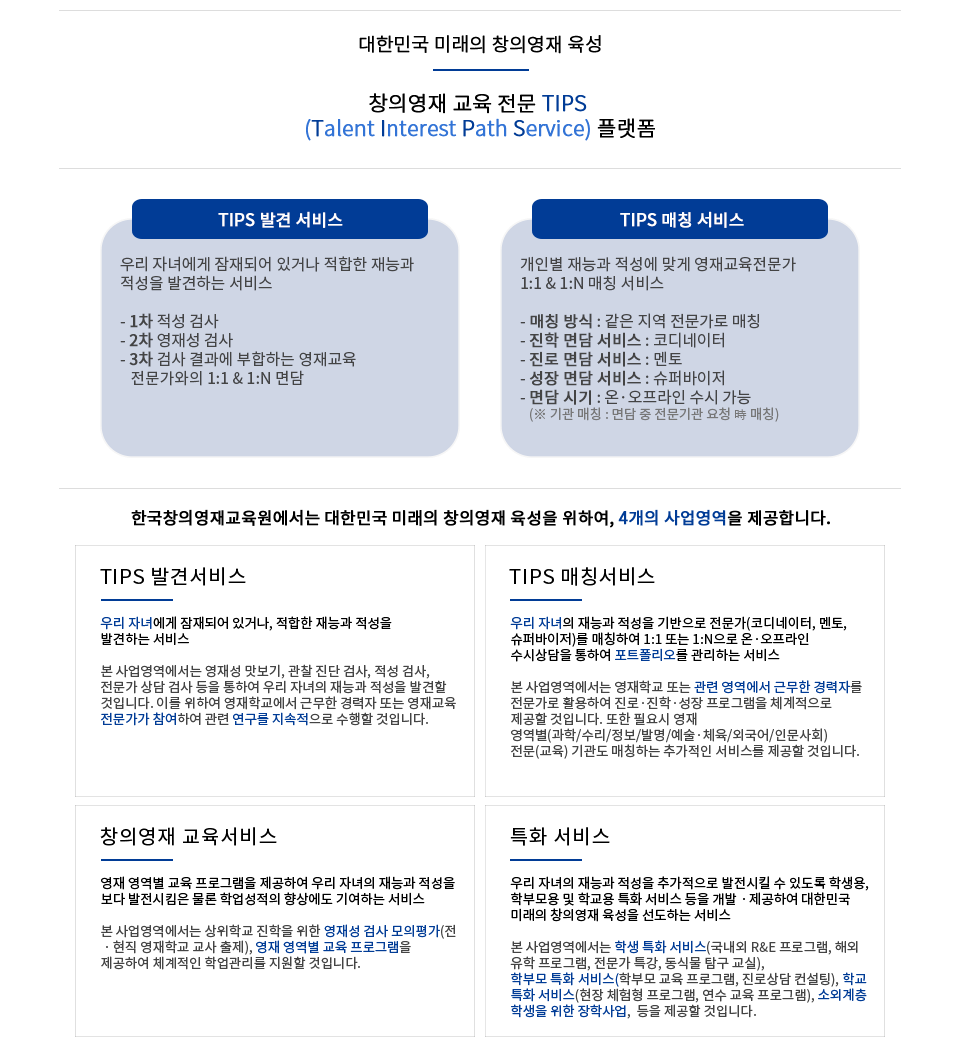 대한민국 미래의 창의영재 육성
창의영재 교육 전문 TIPS
(Talent Interest Path Service) 플랫폼
TIPS 발견 서비스
우리 자녀에게 잠재되어 있거나 적합한 재능과
적성을 발견하는 서비스
- 1차 적성 검사
- 2차 영재성 검사
- 3차 검사 결과에 부합하는 영재교육
전문가와의 1:1 & 1:N 면담
TIPS 매칭 서비스
개인별 재능과 적성에 맞게 영재교육전문가
1:1 & 1:N 매칭 서비스
- 매칭 방식 : 같은 지역 전문가로 매칭
- 진학 면담 서비스 : 코디네이터
- 진로 면담 서비스 : 멘토
- 성장 면담 서비스 : 슈퍼바이저
- 면담 시기 : 온·오프라인 수시 가능
(※ 기관 매칭 : 면담 중 전문기관 요청 時 매칭)
한국창의영재교육원에서는 대한민국 미래의 창의영재 육성을 위하여, 4개의 사업영역을 제공합니다.
TIPS 발견서비스
우리 자녀에게 잠재되어 있거나, 적합한 재능과 적성을
발견하는 서비스
본 사업영역에서는 영재성 맛보기, 관찰 진단 검사, 적성 검사,
전문가 상담 검사 등을 통하여 우리 자녀의 재능과 적성을 발견할
것입니다. 이를 위하여 영재학교에서 근무한 경력자 또는 영재교육
전문가가 참여하여 관련 연구를 지속적으로 수행할 것입니다.
TIPS 매칭서비스
우리 자녀의 재능과 적성을 기반으로 전문가(코디네이터, 멘토,
슈퍼바이저)를 매칭하여 1:1 또는 1:N으로 온·오프라인
수시상담을 통하여 포트폴리오를 관리하는 서비스
본 사업영역에서는 영재학교 또는 관련 영역에서 근무한 경력자를
전문가로 활용하여 진로·진학·성장 프로그램을 체계적으로
제공할 것입니다. 또한 필요시 영재
영역별(과학/수리/정보/발명/예술·체육/외국어/인문사회)
전문(교육) 기관도 매칭하는 추가적인 서비스를 제공할 것입니다.
창의영재 교육서비스
영재 영역별 교육 프로그램을 제공하여 우리 자녀의 재능과 적성을
보다 발전시킴은 물론 학업성적의 향상에도 기여하는 서비스
본 사업영역에서는 상위학교 진학을 위한 영재성 검사 모의평가(전
· 현직 영재학교 교사 출제), 영재 영역별 교육 프로그램을
제공하여 체계적인 학업관리를 지원할 것입니다.
특화 서비스
우리 자녀의 재능과 적성을 추가적으로 발전시킬 수 있도록 학생용,
학부모용 및 학교용 특화 서비스 등을 개발 · 제공하여 대한민국
미래의 창의영재 육성을 선도하는 서비스
본 사업영역에서는 학생 특화 서비스(국내외 R&E 프로그램, 해외
유학 프로그램, 전문가 특강, 동식물 탐구 교실),
학부모 특화 서비스(학부모 교육 프로그램, 진로상담 컨설팅), 학교
특화 서비스(현장 체험형 프로그램, 연수 교육 프로그램), 소외계층
학생을 위한 장학사업, 등을 제공할 것입니다.